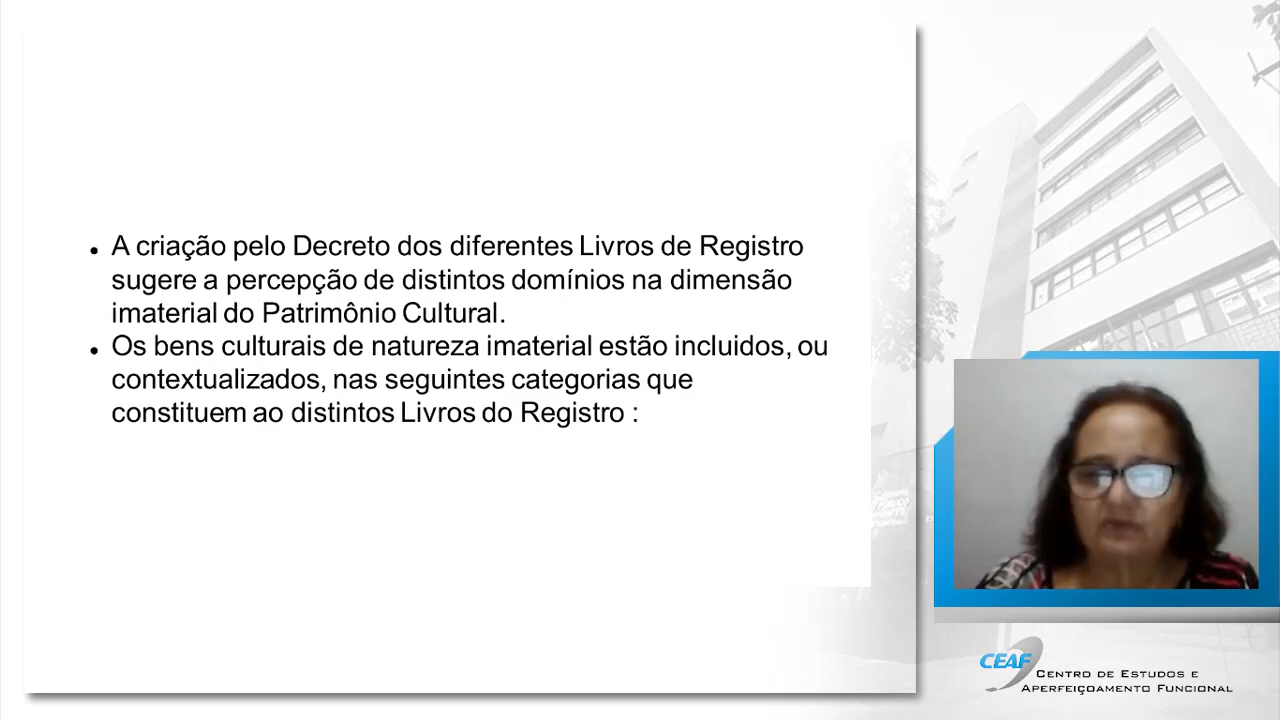 A criação pelo Decreto dos diferentes Livros de Registro
sugere a percepção de distintos domínios na dimensão
imaterial do Patrimônio Cultural.
Os bens culturais de natureza imaterial estão incluidos, ou
contextualizados, nas seguintes categorias que
constituem ao distintos Livros do Registro :
CEAF
Centro de Estudos e
Aperfeiçoamento Funcional